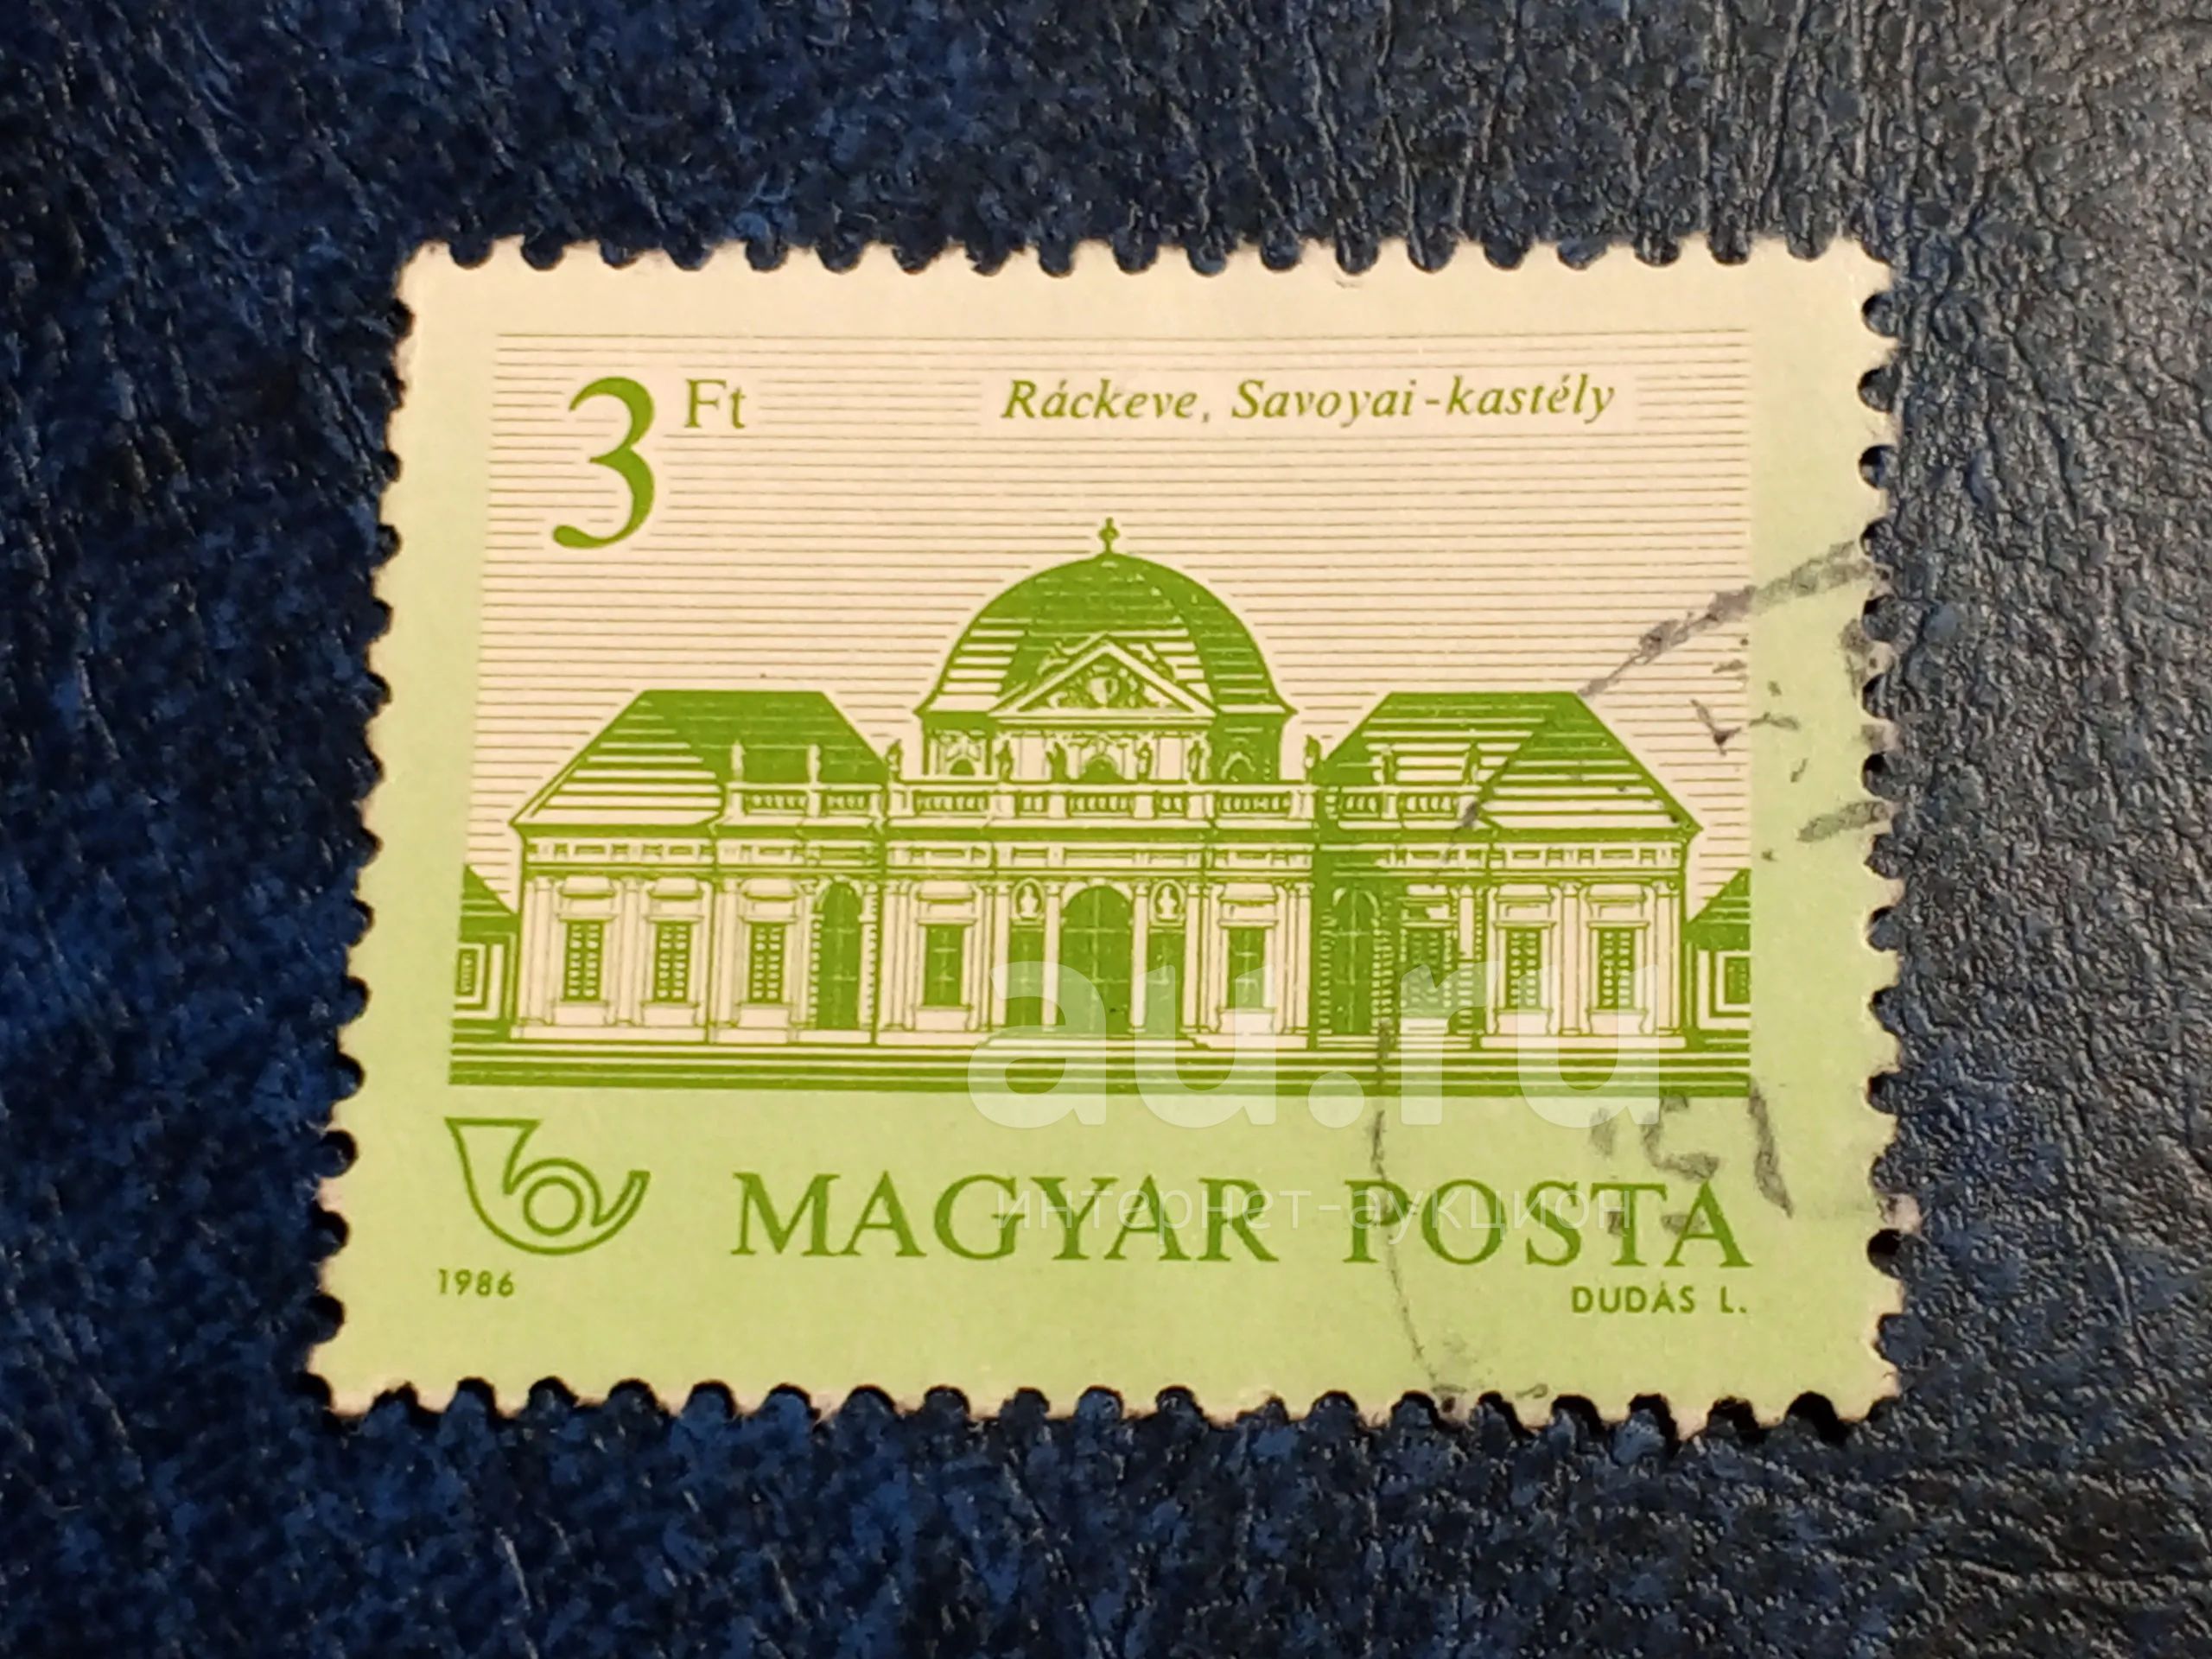 3 Ft
Ráckeve, Savoyai-kastély
au.ru
интернет-аукцион
MAGYAR POSTA
1986
DUDÁS L.